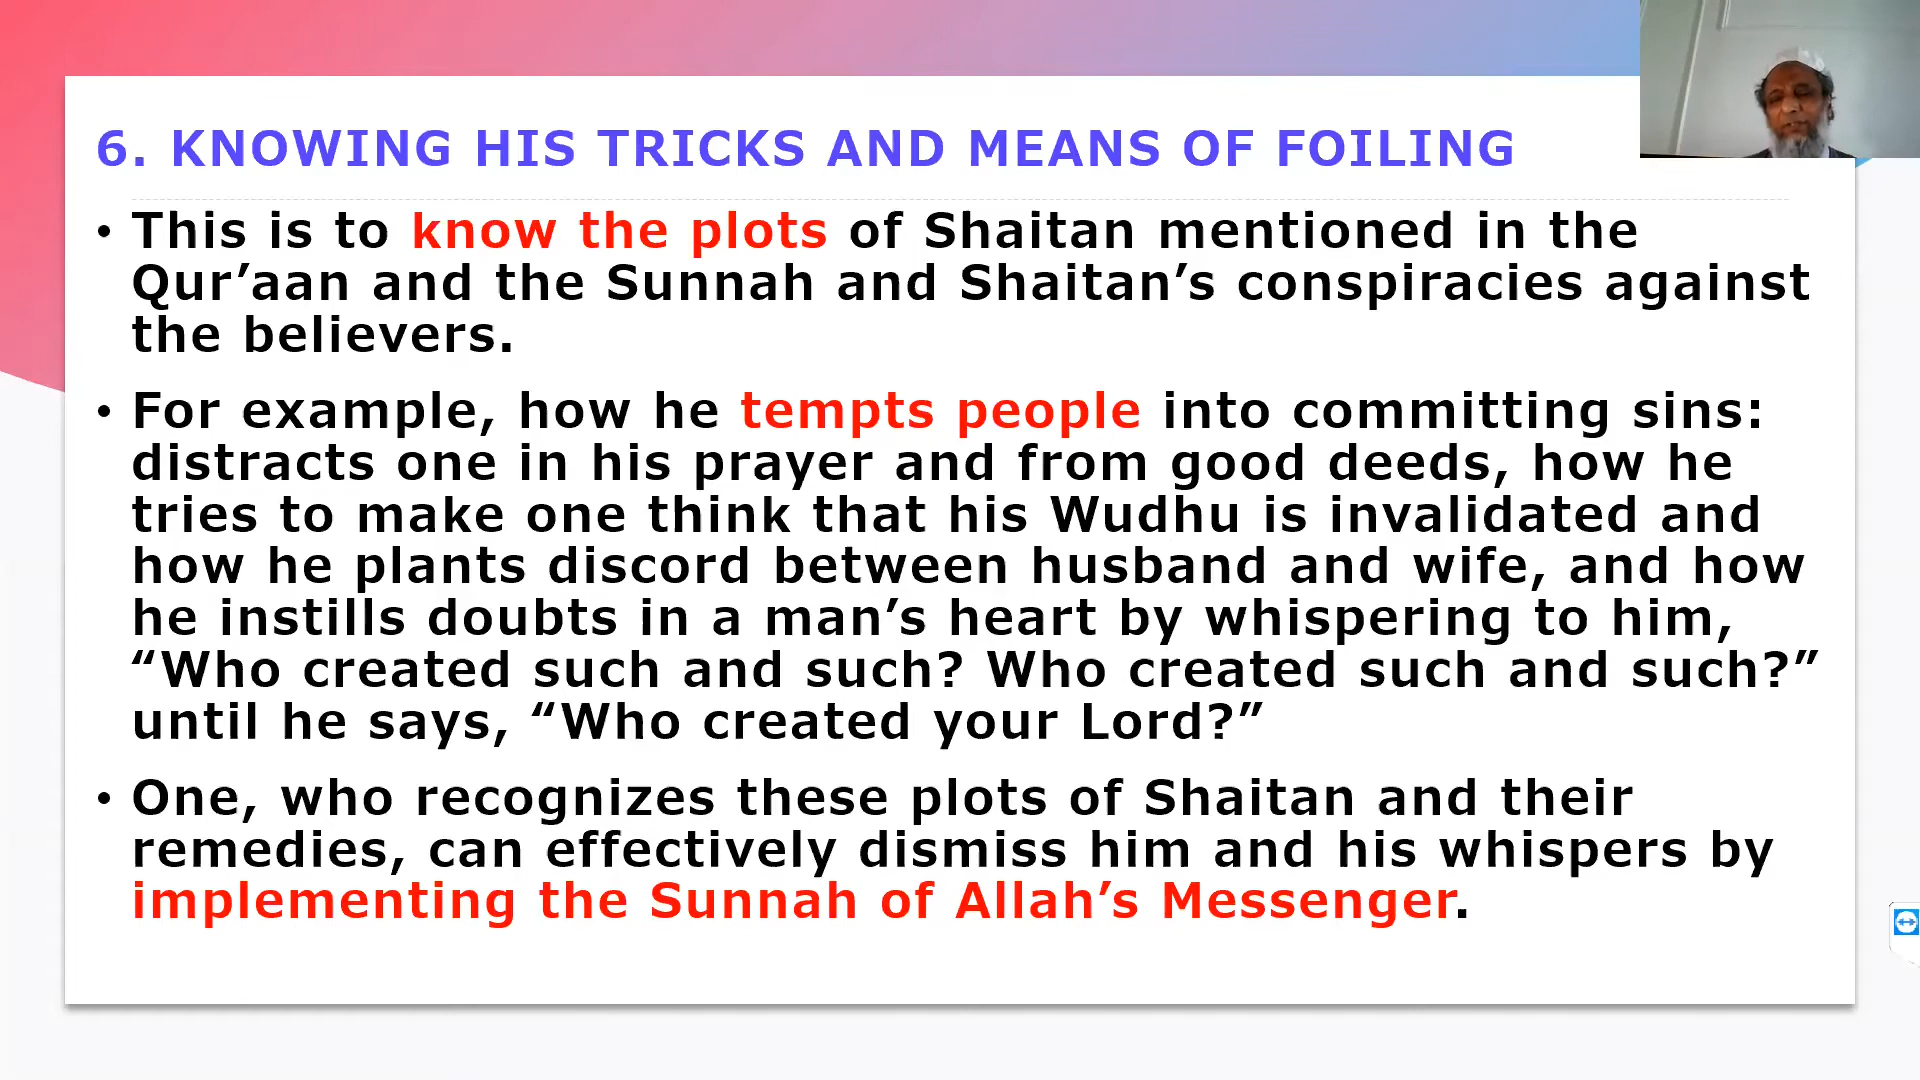 6. KNOWING HIS TRICKS AND MEANS OF FOILING
• This is to know the plots of Shaitan mentioned in the
Qur’aan and the Sunnah and Shaitan’s conspiracies against
the believers.
• For example, how he tempts people into committing sins:
distracts one in his prayer and from good deeds, how he
tries to make one think that his Wudhu is invalidated and
how he plants discord between husband and wife, and how
he instills doubts in a man’s heart by whispering to him,
“Who created such and such? Who created such and such?”
until he says, “Who created your Lord?”
• One, who recognizes these plots of Shaitan and their
remedies, can effectively dismiss him and his whispers by
implementing the Sunnah of Allah’s Messenger.